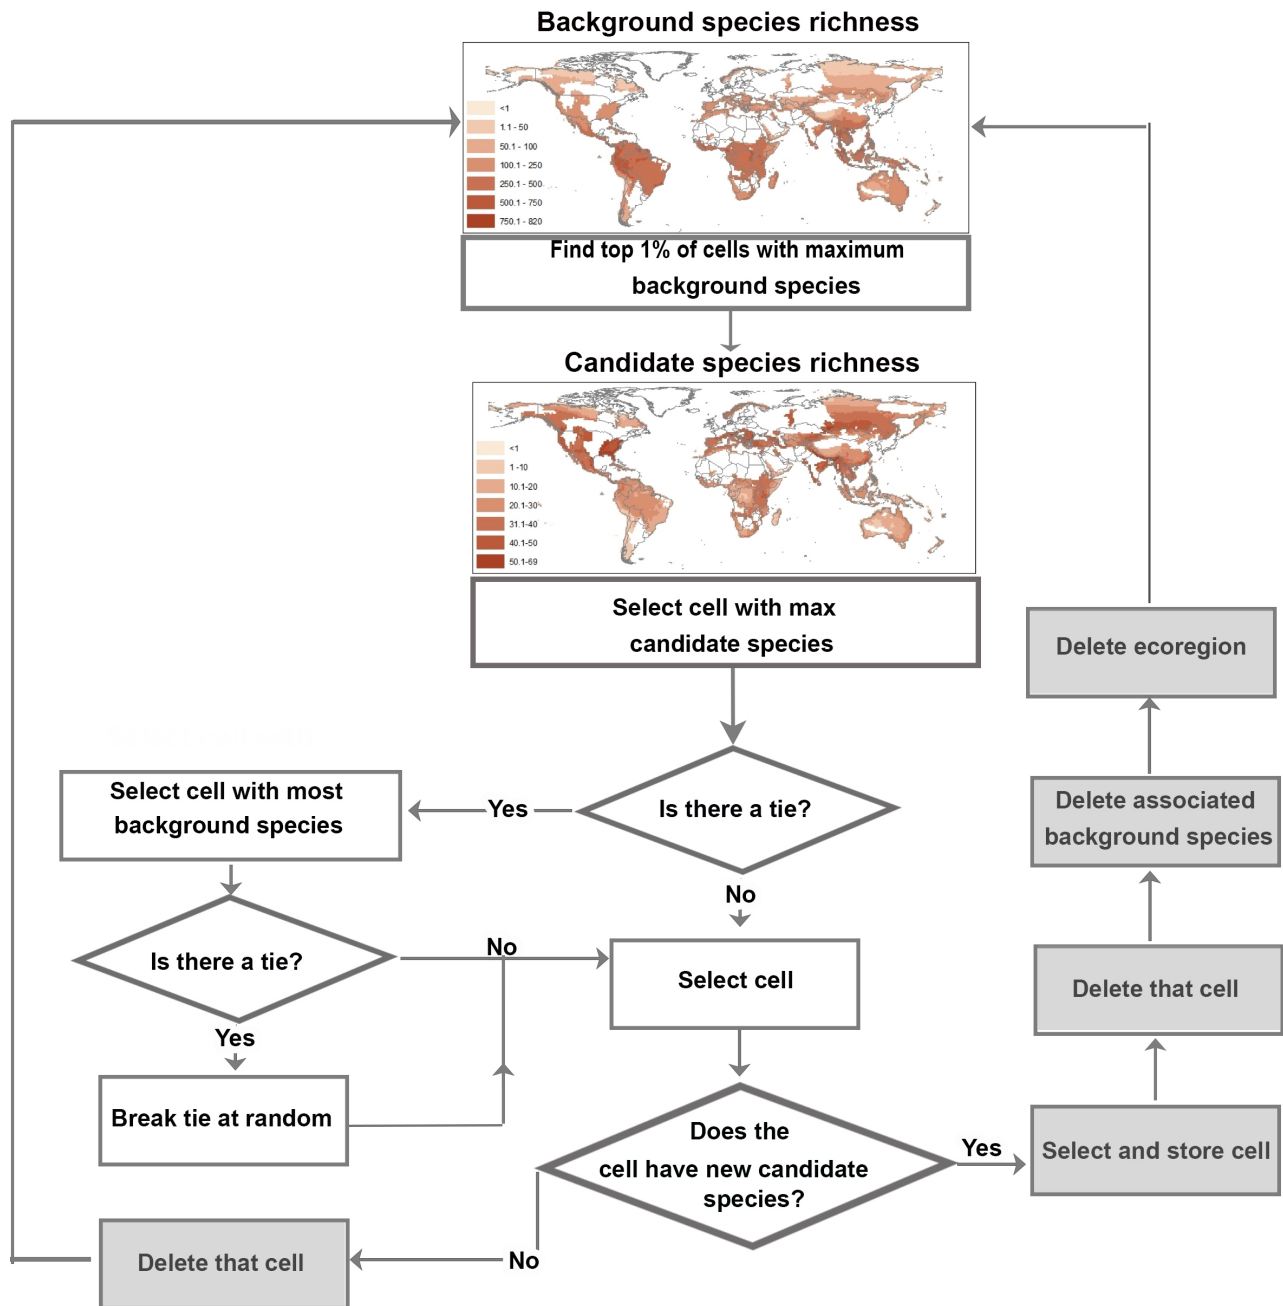 Background species richness
<1
1.1 - 50
50.1 - 100
100.1 - 250
250.1 - 500
500.1 - 750
750.1 - 820
Find top 1% of cells with maximum
background species
Candidate species richness
<1
1 -10
10.1-20
20.1-30
31.1-40
40.1-50
50.1-69
Select cell with max
candidate species
Is there a tie?
Yes
Select cell with most
background species
No
Is there a tie?
No
Yes
Break tie at random
Select cell
Does the
cell have new candidate
species?
No
Delete that cell
Yes
Select and store cell
Delete that cell
Delete associated
background species
Delete ecoregion